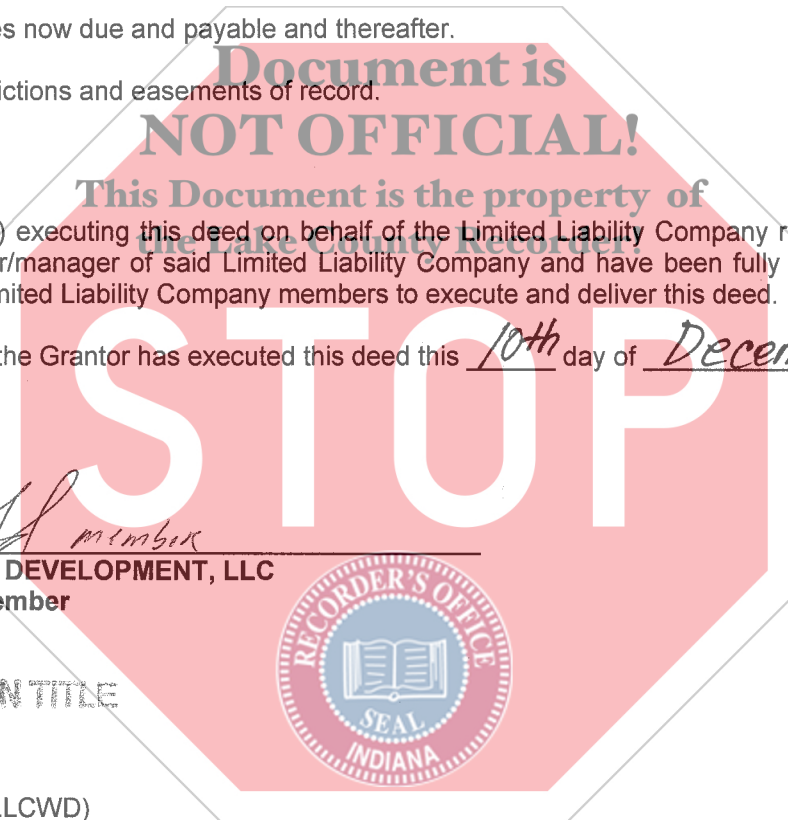 es now due and payable and thereafter.
Document is
ictions and easements of record.
NOT OFFICIAL!
This Document is the property of
) executing this deed on behalf of the Limited Liability Company r
the Lake County Recorder!
r/manager of said Limited Liability Company and have been fully
mited Liability Company members to execute and deliver this deed.
the Grantor has executed this deed this 10th day of Decem
STOP
member
DEVELOPMENT, LLC
ember
RECORDER'S OFFICE
N TITLE
SEAL
INDIANA
LLCWD)